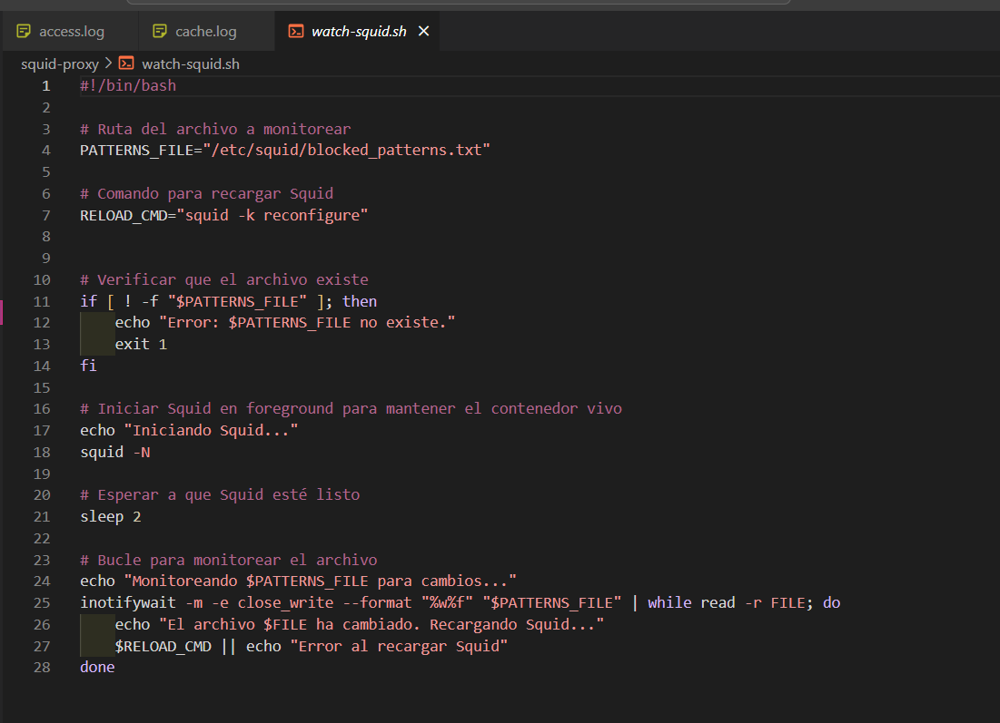 access.log cache.log watch-squid.sh
squid-proxy > watch-squid.sh
1 #!/bin/bash
2
3 # Ruta del archivo a monitorear
4 PATTERNS_FILE="/etc/squid/blocked_patterns.txt"
5
6 # Comando para recargar Squid
7 RELOAD_CMD="squid -k reconfigure"
8
9
10 # Verificar que el archivo existe
11 if [ ! -f "$PATTERNS_FILE" ]; then
12     echo "Error: $PATTERNS_FILE no existe."
13     exit 1
14 fi
15
16 # Iniciar Squid en foreground para mantener el contenedor vivo
17 echo "Iniciando Squid..."
18 squid -N
19
20 # Esperar a que Squid esté listo
21 sleep 2
22
23 # Bucle para monitorear el archivo
24 echo "Monitoreando $PATTERNS_FILE para cambios..."
25 inotifywait -m -e close_write --format "%w%f" "$PATTERNS_FILE" | while read -r FILE; do
26     echo "El archivo $FILE ha cambiado. Recargando Squid..."
27     $RELOAD_CMD || echo "Error al recargar Squid"
28 done